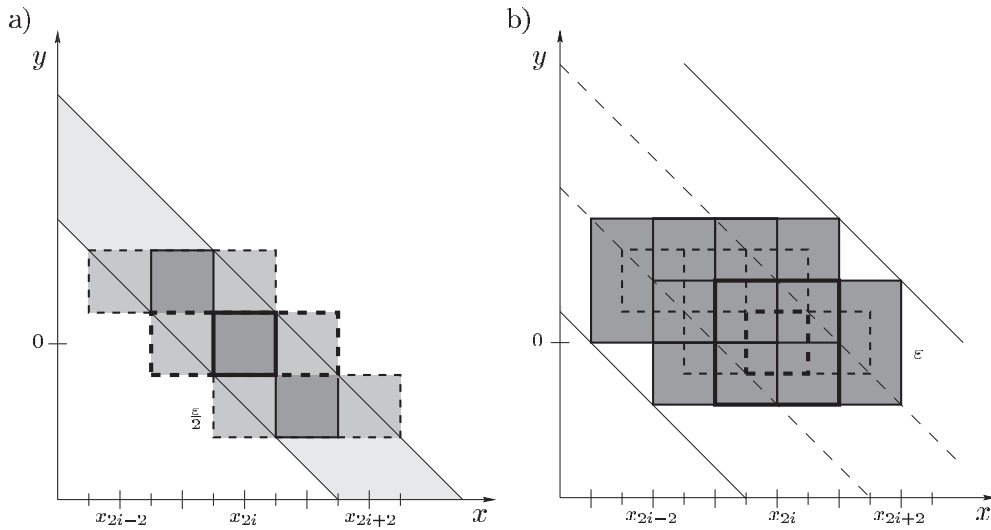 a)
y
0
ε/2
x_{2i−2} x_{2i} x_{2i+2} x
b)
y
0
ε
x_{2i−2} x_{2i} x_{2i+2} x